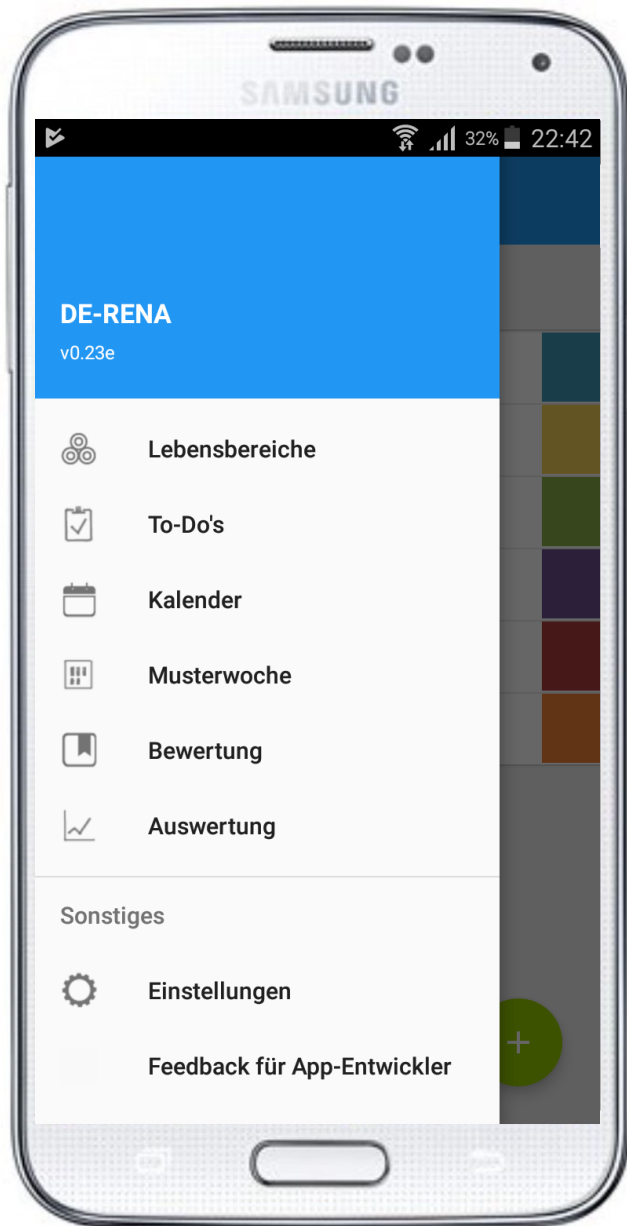 SAMSUNG
32% 22:42
DE-RENA
v0.23e
Lebensbereiche
To-Do's
Kalender
Musterwoche
Bewertung
Auswertung
Sonstiges
Einstellungen
Feedback für App-Entwickler
+